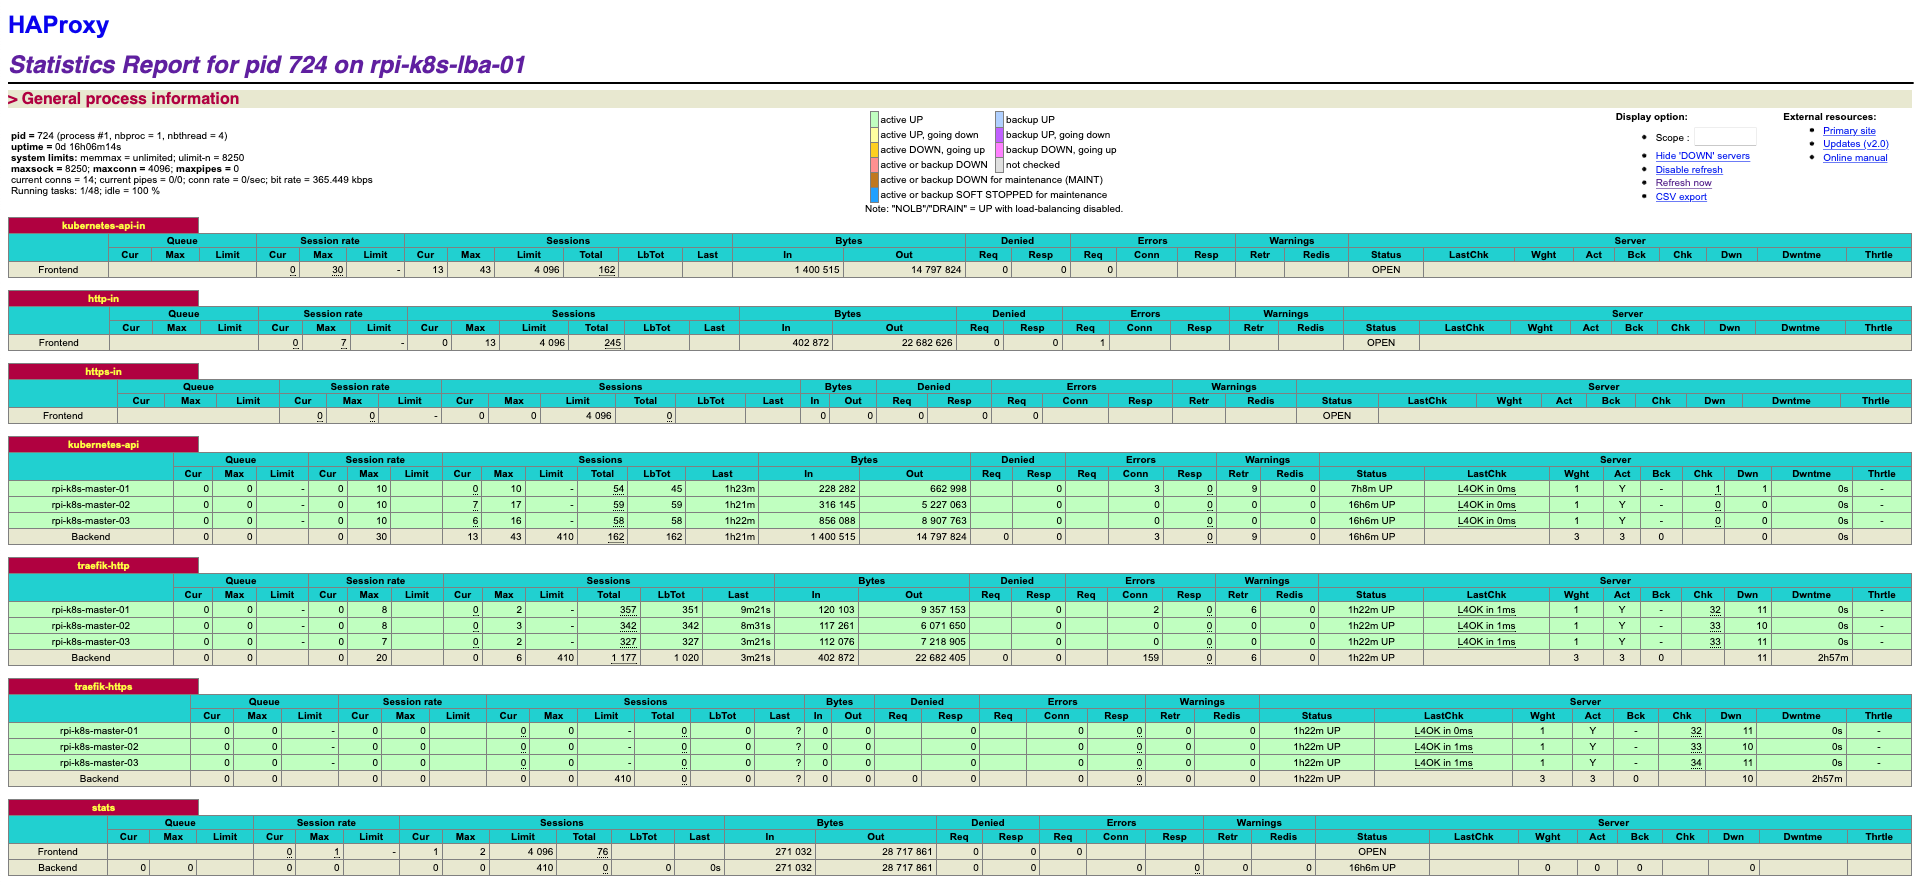 HAProxy
Statistics Report for pid 724 on rpi-k8s-lba-01
> General process information
pid = 724 (process #1, nbproc = 1, nbthread = 4)
uptime = 0d 16h06m14s
system limits: memmax = unlimited; ulimit-n = 8250
maxsock = 8250; maxconn = 4096; maxpipes = 0
current conns = 14; current pipes = 0/0; conn rate = 0/sec; bit rate = 365.449 kbps
Running tasks: 1/48; idle = 100 %
active UP backup UP
active UP, going down backup UP, going down
active DOWN, going up backup DOWN, going up
active or backup DOWN not checked
active or backup DOWN for maintenance (MAINT)
active or backup SOFT STOPPED for maintenance
Note: "NOLB"/"DRAIN" = UP with load-balancing disabled.
Display option:
Scope :
Hide 'DOWN' servers
Disable refresh
Refresh now
CSV export
External resources:
Primary site
Updates (v2.0)
Online manual
kubernetes-api-in
Queue Session rate Sessions Bytes Denied Errors Warnings Server
Cur Max Limit Cur Max Limit Cur Max Limit Total LbTot Last In Out Req Resp Req Conn Resp Retr Redis Status LastChk Wght Act Bck Chk Dwn Dwntme Thrtle
Frontend 0 30 - 13 43 4 096 162 1 400 515 14 797 824 0 0 0 OPEN
http-in
Queue Session rate Sessions Bytes Denied Errors Warnings Server
Cur Max Limit Cur Max Limit Cur Max Limit Total LbTot Last In Out Req Resp Req Conn Resp Retr Redis Status LastChk Wght Act Bck Chk Dwn Dwntme Thrtle
Frontend 0 7 - 0 13 4 096 245 402 872 22 682 626 0 0 1 OPEN
https-in
Queue Session rate Sessions Bytes Denied Errors Warnings Server
Cur Max Limit Cur Max Limit Cur Max Limit Total LbTot Last In Out Req Resp Req Conn Resp Retr Redis Status LastChk Wght Act Bck Chk Dwn Dwntme Thrtle
Frontend 0 0 - 0 0 4 096 0 0 0 0 0 0 OPEN
kubernetes-api
Queue Session rate Sessions Bytes Denied Errors Warnings Server
Cur Max Limit Cur Max Limit Cur Max Limit Total LbTot Last In Out Req Resp Req Conn Resp Retr Redis Status LastChk Wght Act Bck Chk Dwn Dwntme Thrtle
rpi-k8s-master-01 0 0 - 0 10 0 10 - 54 45 1h23m 228 282 662 998 0 3 0 9 0 7h8m UP L4OK in 0ms 1 Y - 1 1 0s -
rpi-k8s-master-02 0 0 - 0 10 7 17 - 59 59 1h21m 316 145 5 227 063 0 0 0 0 0 16h6m UP L4OK in 0ms 1 Y - 0 0 0s -
rpi-k8s-master-03 0 0 - 0 10 6 16 - 58 58 1h22m 856 088 8 907 763 0 0 0 0 0 16h6m UP L4OK in 0ms 1 Y - 0 0 0s -
Backend 0 0 0 30 13 43 410 162 162 1h21m 1 400 515 14 797 824 0 0 3 0 9 0 16h6m UP 3 3 0 0 0s
traefik-http
Queue Session rate Sessions Bytes Denied Errors Warnings Server
Cur Max Limit Cur Max Limit Cur Max Limit Total LbTot Last In Out Req Resp Req Conn Resp Retr Redis Status LastChk Wght Act Bck Chk Dwn Dwntme Thrtle
rpi-k8s-master-01 0 0 - 0 8 0 2 - 357 351 9m21s 120 103 9 357 153 0 2 0 6 0 1h22m UP L4OK in 1ms 1 Y - 32 11 0s -
rpi-k8s-master-02 0 0 - 0 8 0 3 - 342 342 8m31s 117 261 6 071 650 0 0 0 0 0 1h22m UP L4OK in 1ms 1 Y - 33 10 0s -
rpi-k8s-master-03 0 0 - 0 7 0 2 - 327 327 3m21s 112 076 7 218 905 0 0 0 0 0 1h22m UP L4OK in 1ms 1 Y - 33 11 0s -
Backend 0 0 0 20 0 6 410 1 177 1 020 3m21s 402 872 22 682 405 0 0 159 0 6 0 1h22m UP 3 3 0 11 2h57m
traefik-https
Queue Session rate Sessions Bytes Denied Errors Warnings Server
Cur Max Limit Cur Max Limit Cur Max Limit Total LbTot Last In Out Req Resp Req Conn Resp Retr Redis Status LastChk Wght Act Bck Chk Dwn Dwntme Thrtle
rpi-k8s-master-01 0 0 - 0 0 0 0 - 0 0 ? 0 0 0 0 0 0 0 1h22m UP L4OK in 0ms 1 Y - 32 11 0s -
rpi-k8s-master-02 0 0 - 0 0 0 0 - 0 0 ? 0 0 0 0 0 0 0 1h22m UP L4OK in 1ms 1 Y - 33 10 0s -
rpi-k8s-master-03 0 0 - 0 0 0 0 - 0 0 ? 0 0 0 0 0 0 0 1h22m UP L4OK in 1ms 1 Y - 34 11 0s -
Backend 0 0 0 0 0 0 410 0 0 ? 0 0 0 0 0 0 0 0 1h22m UP 3 3 0 10 2h57m
stats
Queue Session rate Sessions Bytes Denied Errors Warnings Server
Cur Max Limit Cur Max Limit Cur Max Limit Total LbTot Last In Out Req Resp Req Conn Resp Retr Redis Status LastChk Wght Act Bck Chk Dwn Dwntme Thrtle
Frontend 0 1 - 1 2 4 096 76 271 032 28 717 861 0 0 0 OPEN
Backend 0 0 0 0 0 0 410 0 0 0s 271 032 28 717 861 0 0 0 0 0 0 16h6m UP 0 0 0 0